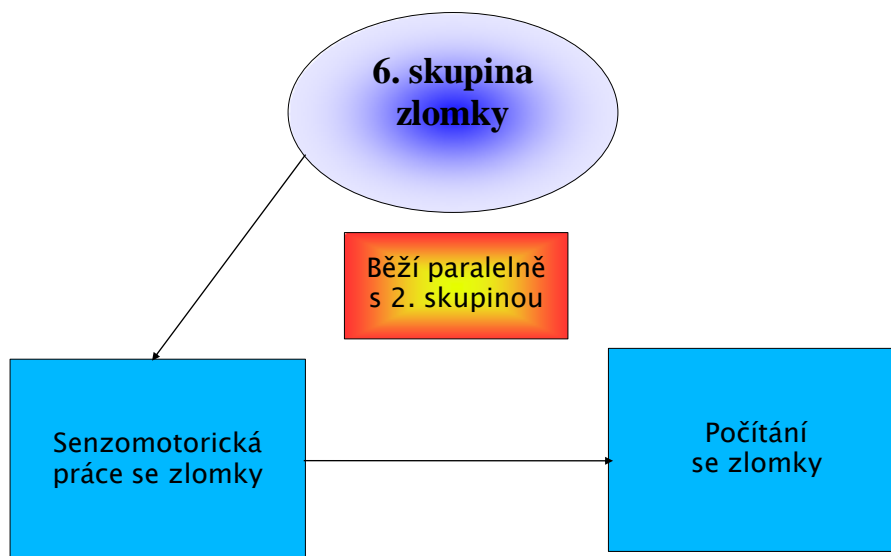 6. skupina
zlomky
Běží paralelně
s 2. skupinou
Senzomotorická
práce se zlomky
Počítání
se zlomky